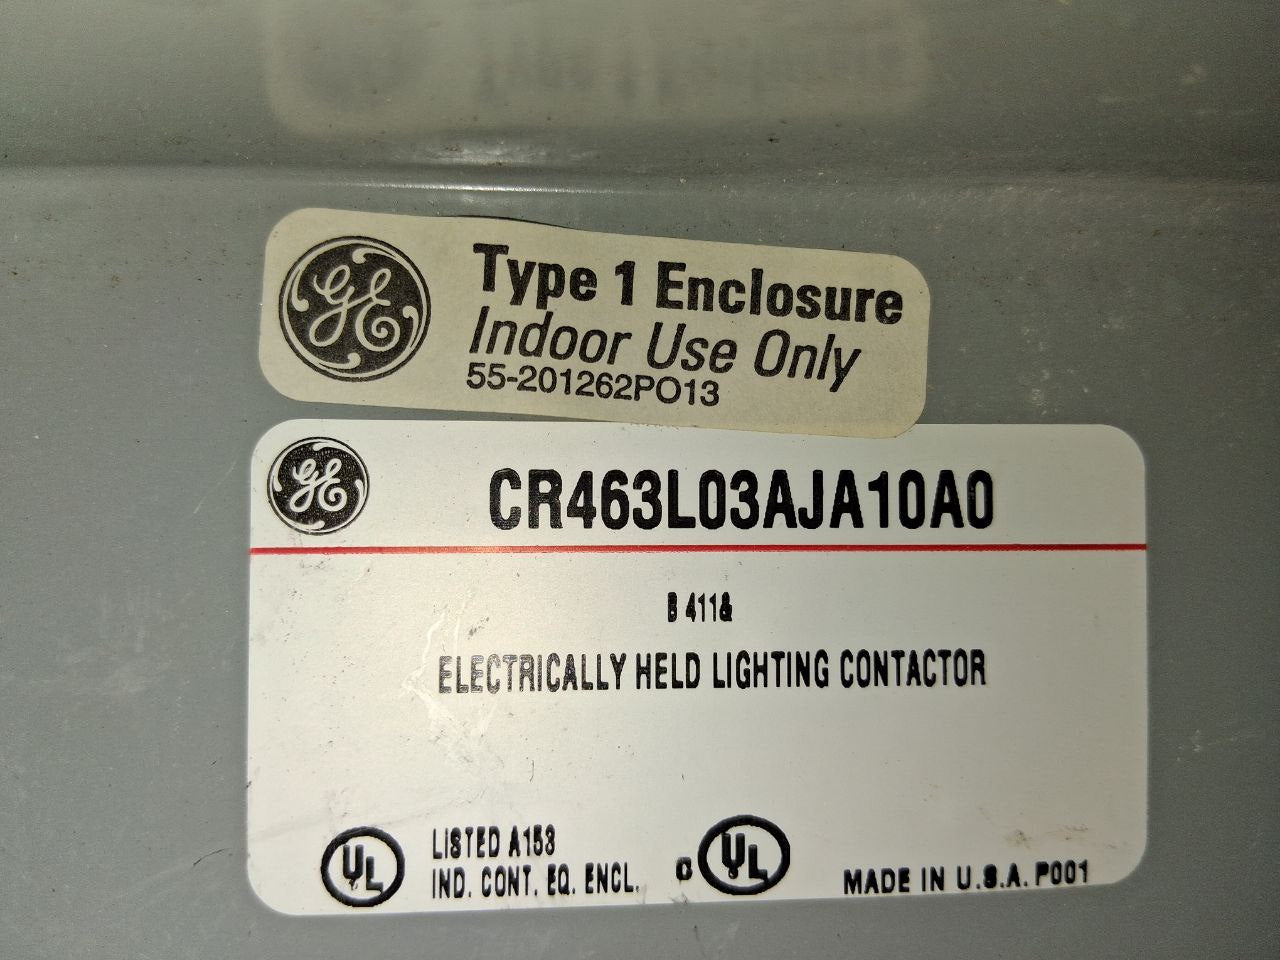 GE
Type 1 Enclosure
Indoor Use Only
55-201262PO13
GE
CR463L03AJA10A0
B 411&
ELECTRICALLY HELD LIGHTING CONTACTOR
UL
LISTED A153
IND. CONT. EQ. ENCL.
c UL
MADE IN U.S.A. P001